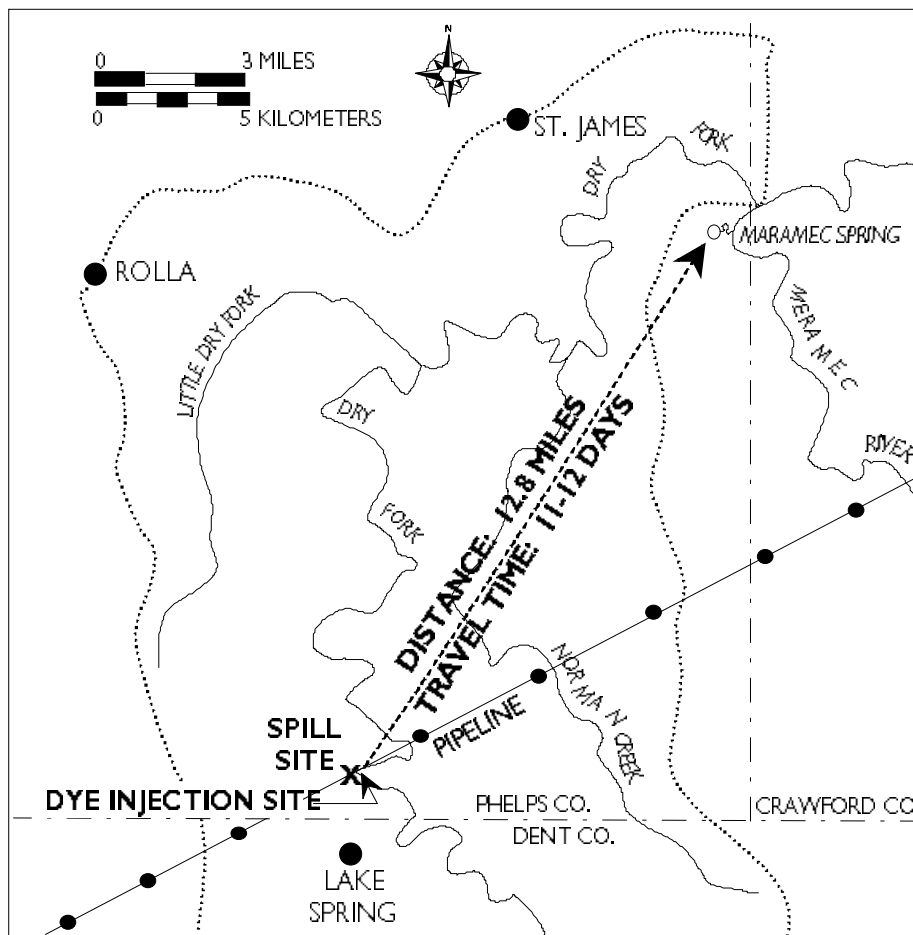 N
0 3 MILES
0 5 KILOMETERS
ST. JAMES
DRY
FORK
MARAMEC SPRING
ROLLA
LITTLE DRY FORK
MERAMEC
RIVER
DRY
FORK
DISTANCE: 12.8 MILES
TRAVEL TIME: 11-12 DAYS
NORMAN CREEK
PIPELINE
SPILL
SITE
X
DYE INJECTION SITE
PHELPS CO.
CRAWFORD CO
DENT CO.
LAKE
SPRING